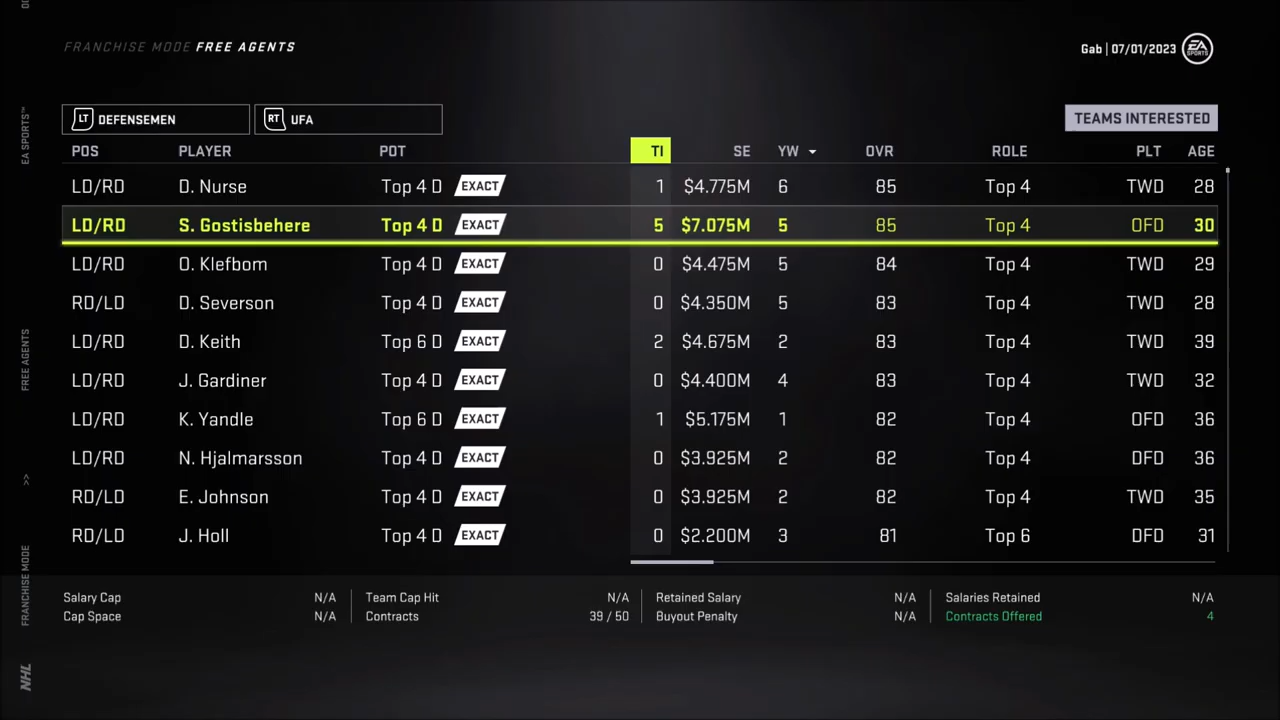 FRANCHISE MODE FREE AGENTS
Gab | 07/01/2023 EA SPORTS
LT DEFENSEMEN RT UFA TEAMS INTERESTED
POS PLAYER POT TI SE YW OVR ROLE PLT AGE
LD/RD D. Nurse Top 4 D EXACT 1 $4.775M 6 85 Top 4 TWD 28
LD/RD S. Gostisbehere Top 4 D EXACT 5 $7.075M 5 85 Top 4 OFD 30
LD/RD O. Klefbom Top 4 D EXACT 0 $4.475M 5 84 Top 4 TWD 29
RD/LD D. Severson Top 4 D EXACT 0 $4.350M 5 83 Top 4 TWD 28
LD/RD D. Keith Top 6 D EXACT 2 $4.675M 2 83 Top 4 TWD 39
LD/RD J. Gardiner Top 4 D EXACT 0 $4.400M 4 83 Top 4 TWD 32
LD/RD K. Yandle Top 6 D EXACT 1 $5.175M 1 82 Top 4 OFD 36
LD/RD N. Hjalmarsson Top 4 D EXACT 0 $3.925M 2 82 Top 4 DFD 36
RD/LD E. Johnson Top 4 D EXACT 0 $3.925M 2 82 Top 4 TWD 35
RD/LD J. Holl Top 4 D EXACT 0 $2.200M 3 81 Top 6 DFD 31
Salary Cap N/A Team Cap Hit N/A Retained Salary N/A Salaries Retained N/A
Cap Space N/A Contracts 39 / 50 Buyout Penalty N/A Contracts Offered 4
EA SPORTS™
FREE AGENTS
>>
FRANCHISE MODE
NHL